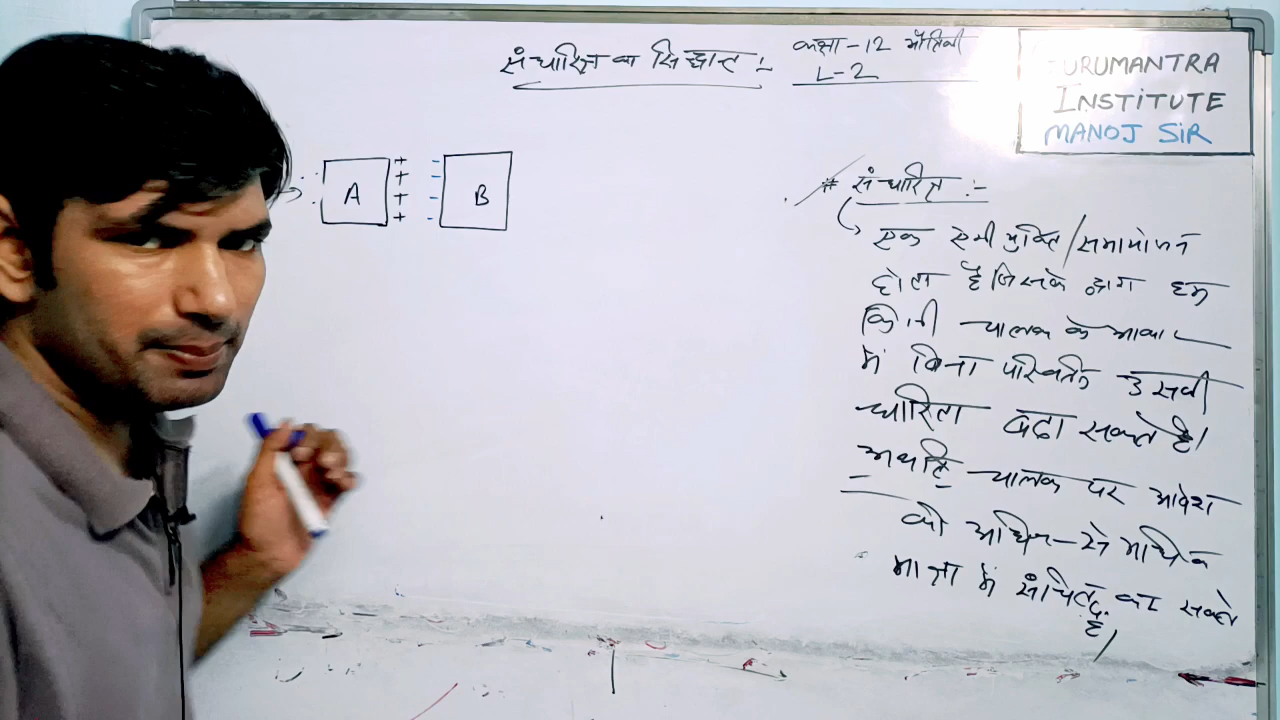 संधारित्र का सिद्धान्त :-
कक्षा-12 भौतिकी
L-2
URUMANTRA
INSTITUTE
MANOJ SIR
A
+
+
+
+
-
-
-
-
B
* संधारित्र :-
एक ऐसी युक्ति/समायोजन
होता है जिसके द्वारा हम
किसी चालक के आकार
में बिना परिवर्तन उसकी
धारिता बढ़ा सकते है।
अर्थात् चालक पर आवेश
की अधिक-से अधिक
मात्रा में संचित कर सकते
है।